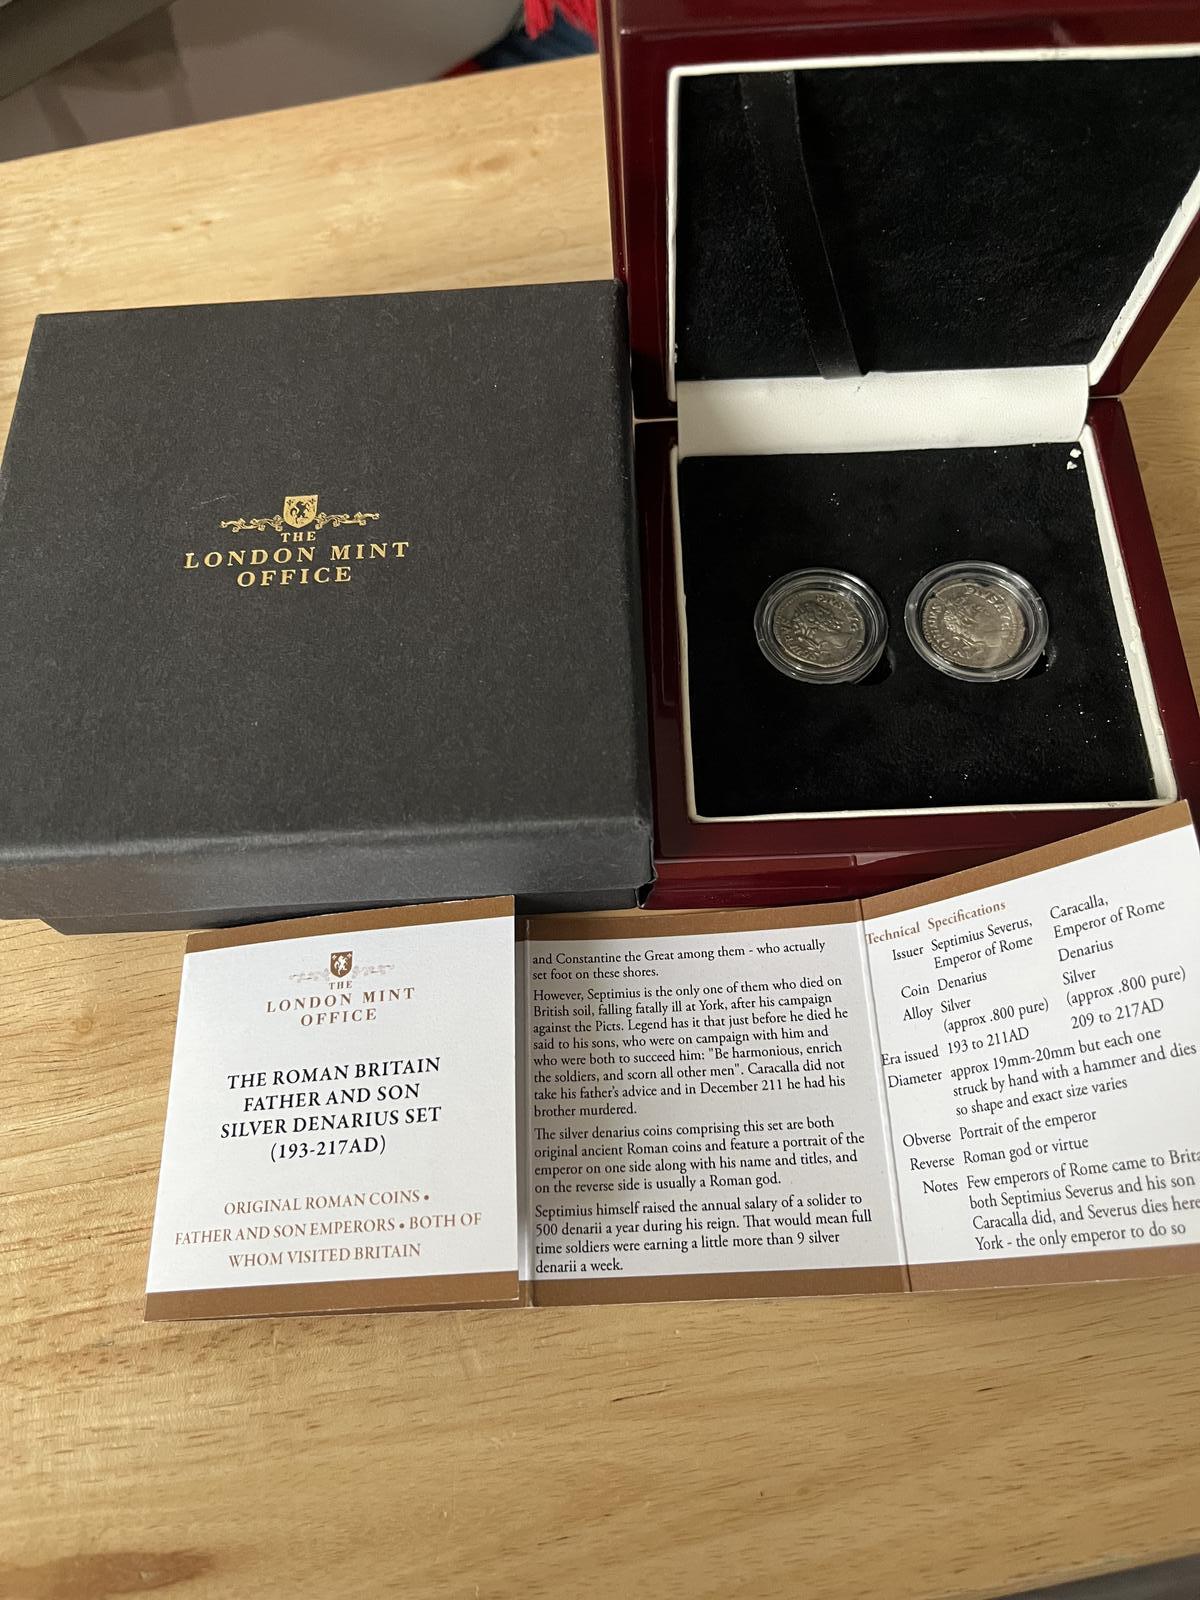 THE
LONDON MINT
OFFICE
THE
LONDON MINT
OFFICE
THE ROMAN BRITAIN
FATHER AND SON
SILVER DENARIUS SET
(193-217AD)
ORIGINAL ROMAN COINS •
FATHER AND SON EMPERORS • BOTH OF
WHOM VISITED BRITAIN
and Constantine the Great among them - who actually
set foot on these shores.
However, Septimius is the only one of them who died on
British soil, falling fatally ill at York, after his campaign
against the Picts. Legend has it that just before he died he
said to his sons, who were on campaign with him and
who were both to succeed him: "Be harmonious, enrich
the soldiers, and scorn all other men". Caracalla did not
take his father's advice and in December 211 he had his
brother murdered.
The silver denarius coins comprising this set are both
original ancient Roman coins and feature a portrait of the
emperor on one side along with his name and titles, and
on the reverse side is usually a Roman god.
Septimius himself raised the annual salary of a solider to
500 denarii a year during his reign. That would mean full
time soldiers were earning a little more than 9 silver
denarii a week.
Technical Specifications
Issuer Septimius Severus, Caracalla,
Emperor of Rome Emperor of Rome
Coin Denarius Denarius
Alloy Silver Silver
(approx .800 pure) (approx .800 pure)
Era issued 193 to 211AD 209 to 217AD
Diameter approx 19mm-20mm but each one
struck by hand with a hammer and dies
so shape and exact size varies
Obverse Portrait of the emperor
Reverse Roman god or virtue
Notes Few emperors of Rome came to Brita
both Septimius Severus and his son
Caracalla did, and Severus dies here
York - the only emperor to do so